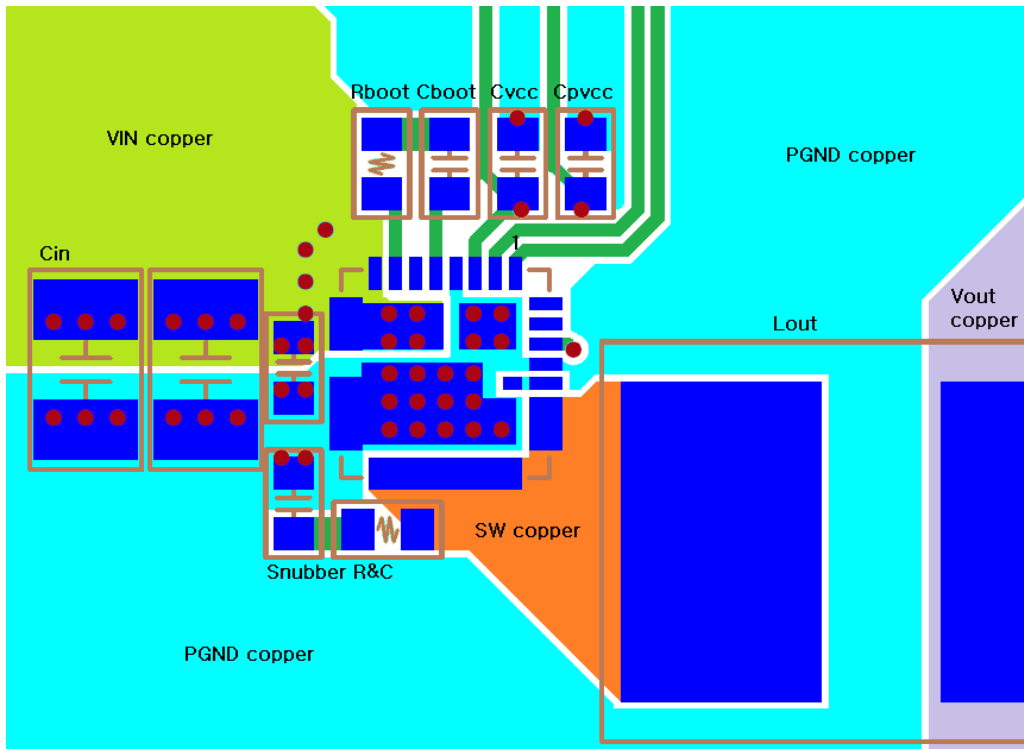 Rboot Cboot Cvcc Cpvcc
VIN copper
PGND copper
1
Cin
Vout
copper
Lout
SW copper
Snubber R&C
PGND copper